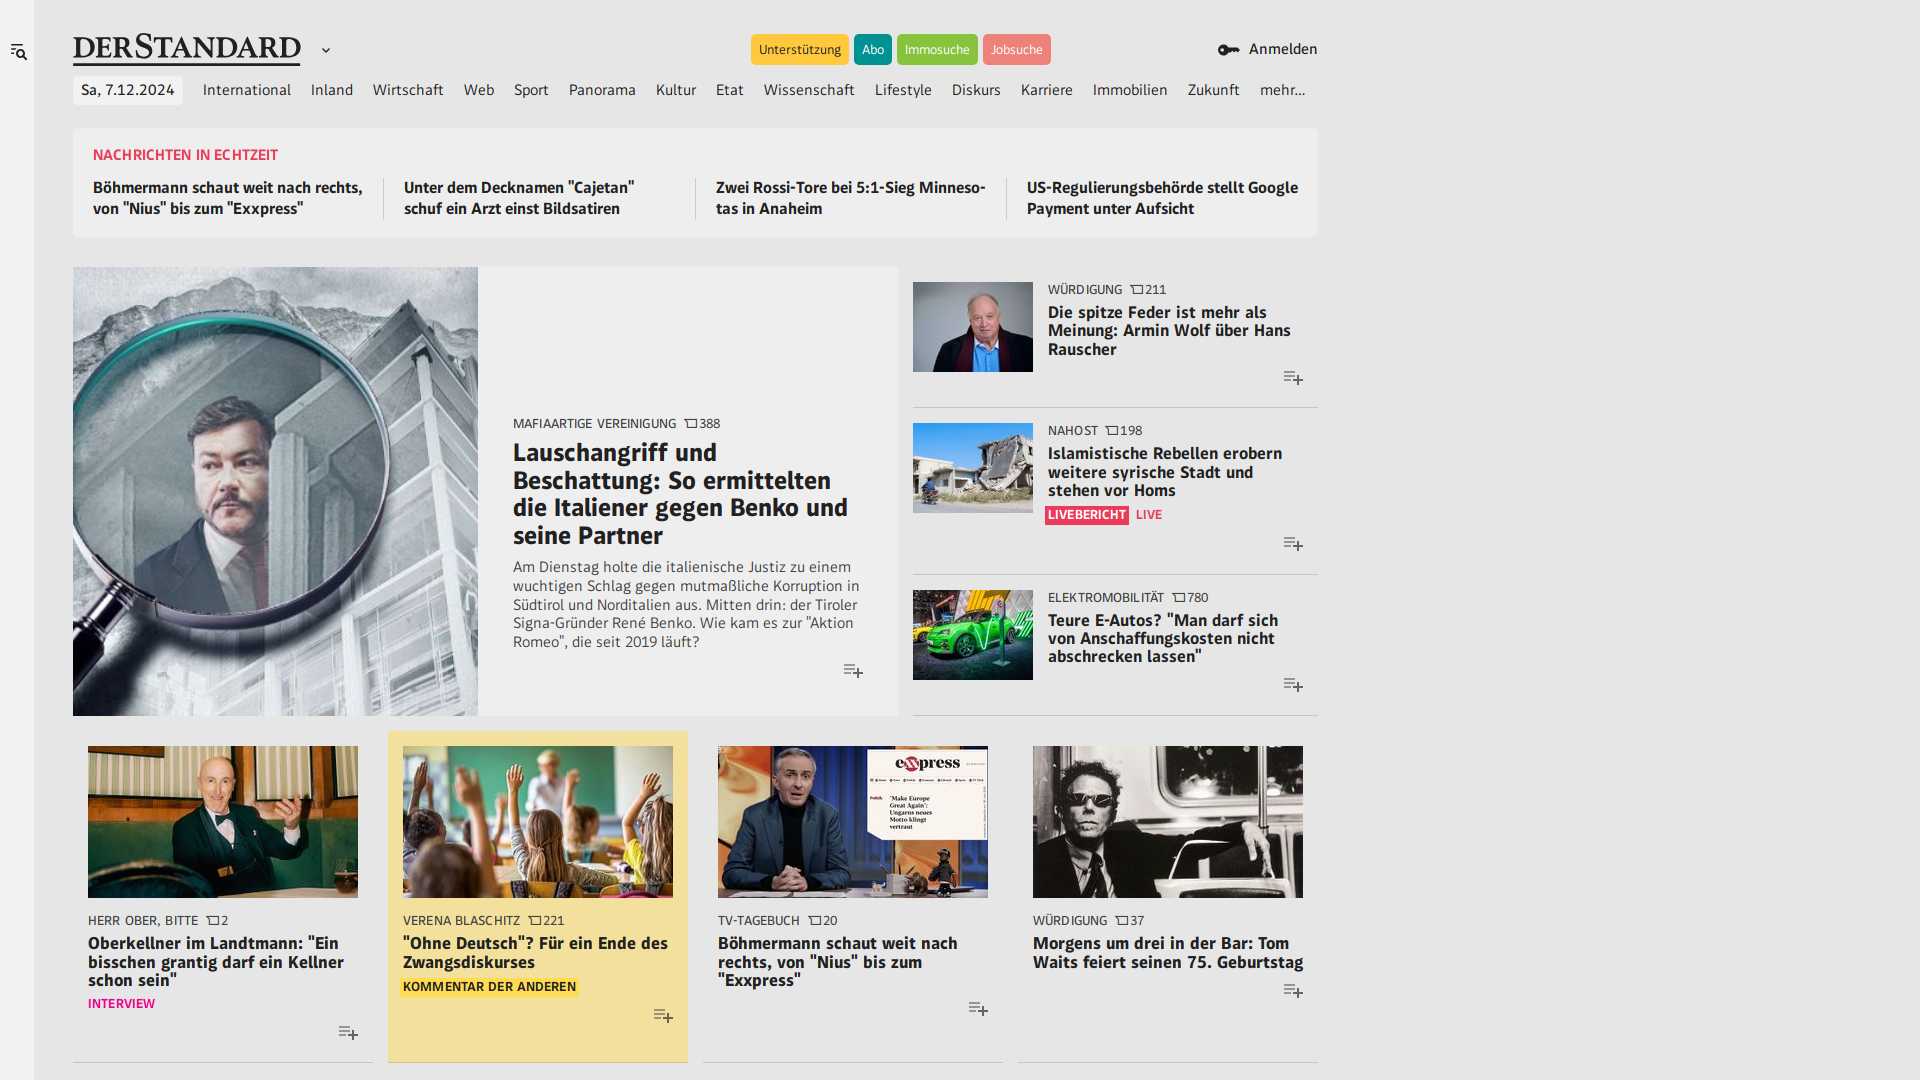 DERSTANDARD
Unterstützung
Abo
Immosuche
Jobsuche
Anmelden
Sa, 7.12.2024
International
Inland
Wirtschaft
Web
Sport
Panorama
Kultur
Etat
Wissenschaft
Lifestyle
Diskurs
Karriere
Immobilien
Zukunft
mehr...
NACHRICHTEN IN ECHTZEIT
Böhmermann schaut weit nach rechts,
von "Nius" bis zum "Exxpress"
Unter dem Decknamen "Cajetan"
schuf ein Arzt einst Bildsatiren
Zwei Rossi-Tore bei 5:1-Sieg Minneso-
tas in Anaheim
US-Regulierungsbehörde stellt Google
Payment unter Aufsicht
MAFIAARTIGE VEREINIGUNG 388
Lauschangriff und
Beschattung: So ermittelten
die Italiener gegen Benko und
seine Partner
Am Dienstag holte die italienische Justiz zu einem
wuchtigen Schlag gegen mutmaßliche Korruption in
Südtirol und Norditalien aus. Mitten drin: der Tiroler
Signa-Gründer René Benko. Wie kam es zur "Aktion
Romeo", die seit 2019 läuft?
WÜRDIGUNG 211
Die spitze Feder ist mehr als
Meinung: Armin Wolf über Hans
Rauscher
NAHOST 198
Islamistische Rebellen erobern
weitere syrische Stadt und
stehen vor Homs
LIVEBERICHT LIVE
ELEKTROMOBILITÄT 780
Teure E-Autos? "Man darf sich
von Anschaffungskosten nicht
abschrecken lassen"
HERR OBER, BITTE 2
Oberkellner im Landtmann: "Ein
bisschen grantig darf ein Kellner
schon sein"
INTERVIEW
VERENA BLASCHITZ 221
"Ohne Deutsch"? Für ein Ende des
Zwangsdiskurses
KOMMENTAR DER ANDEREN
exxpress
Politik
"Make Europe
Great Again":
Ungarns neues
Motto klingt
vertraut
TV-TAGEBUCH 20
Böhmermann schaut weit nach
rechts, von "Nius" bis zum
"Exxpress"
WÜRDIGUNG 37
Morgens um drei in der Bar: Tom
Waits feiert seinen 75. Geburtstag